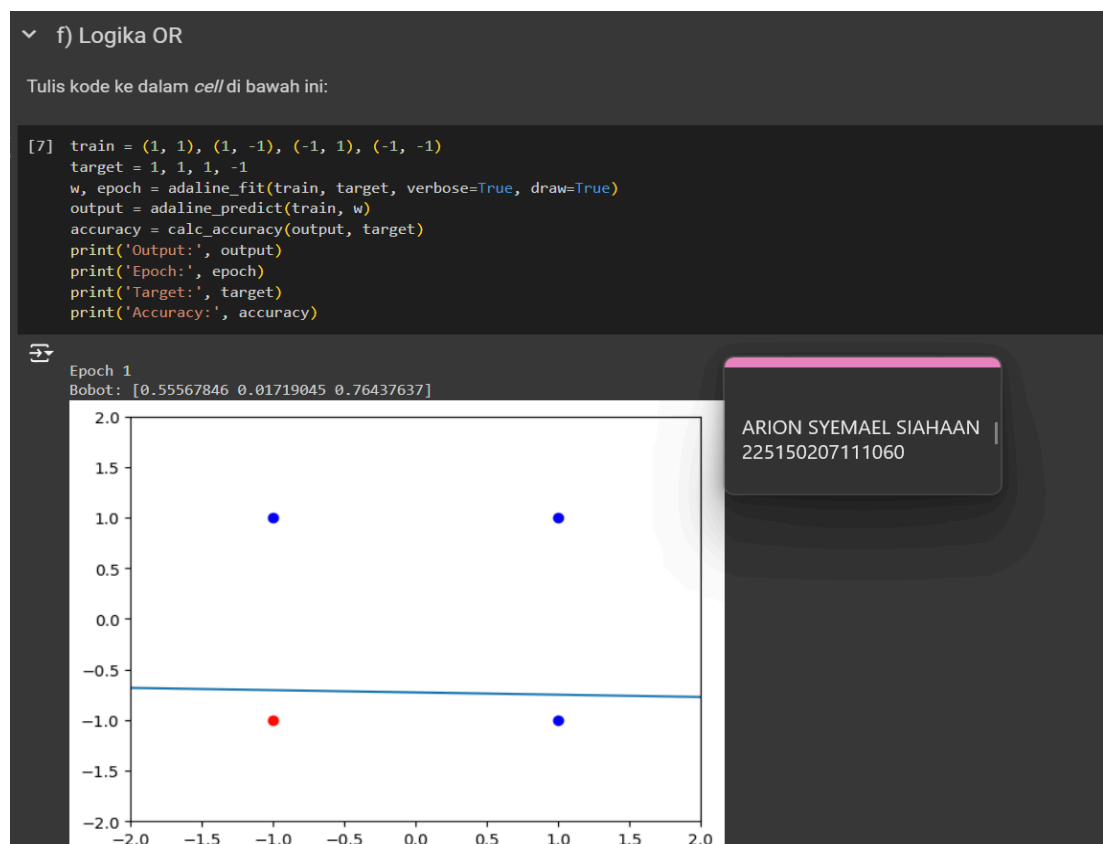 f) Logika OR
Tulis kode ke dalam cell di bawah ini:
[7] train = (1, 1), (1, -1), (-1, 1), (-1, -1)
target = 1, 1, 1, -1
w, epoch = adaline_fit(train, target, verbose=True, draw=True)
output = adaline_predict(train, w)
accuracy = calc_accuracy(output, target)
print('Output:', output)
print('Epoch:', epoch)
print('Target:', target)
print('Accuracy:', accuracy)
Epoch 1
Bobot: [0.55567846 0.01719045 0.76437637]
ARION SYEMAEL SIAHAAN
225150207111060
2.0
1.5
1.0
0.5
0.0
−0.5
−1.0
−1.5
−2.0
−2.0 −1.5 −1.0 −0.5 0.0 0.5 1.0 1.5 2.0